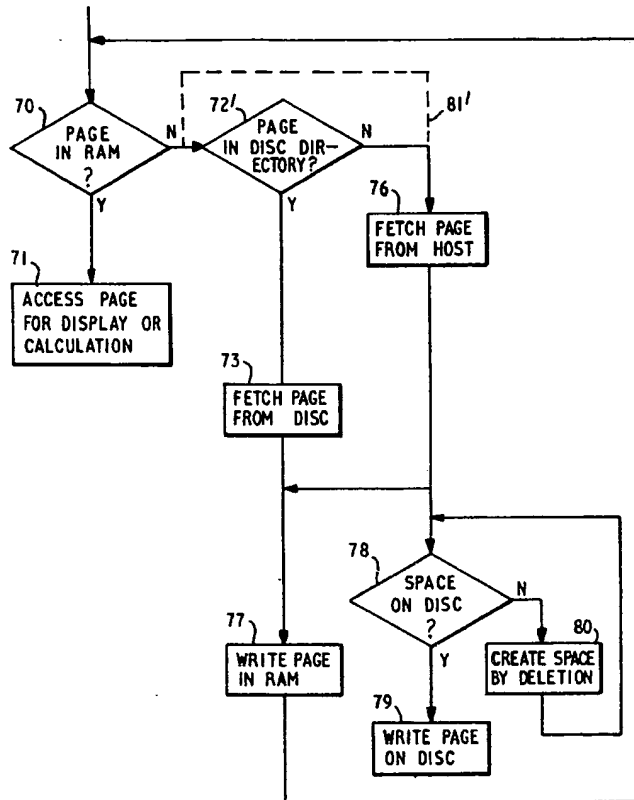 70
PAGE
IN RAM
?
N
Y
72'
PAGE
IN DISC DIR-
ECTORY?
N
Y
81'
76
FETCH PAGE
FROM HOST
71
ACCESS PAGE
FOR DISPLAY OR
CALCULATION
73
FETCH PAGE
FROM DISC
78
SPACE
ON DISC
?
N
Y
77
WRITE PAGE
IN RAM
80
CREATE SPACE
BY DELETION
79
WRITE PAGE
ON DISC